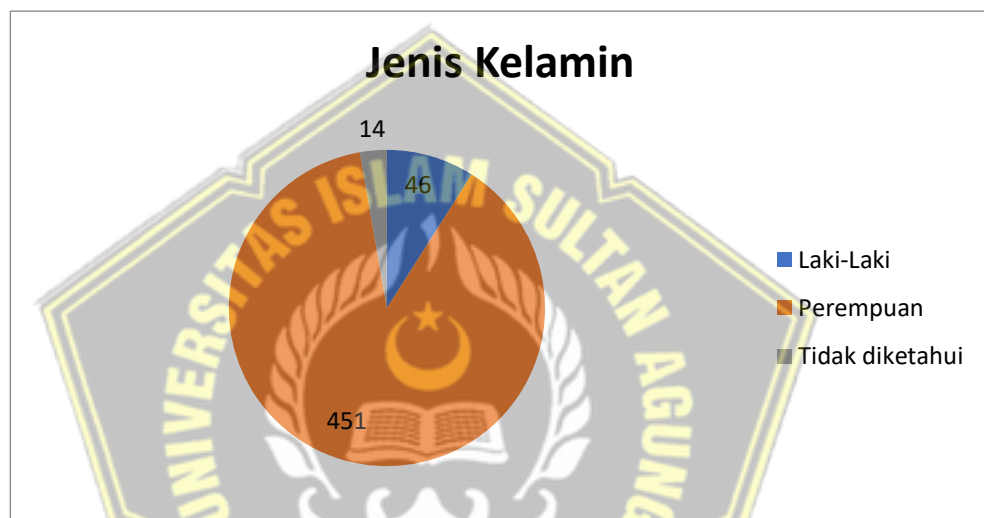 Jenis Kelamin
14
46
451
Laki-Laki
Perempuan
Tidak diketahui
UNIVERSITAS ISLAM SULTAN AGUNG